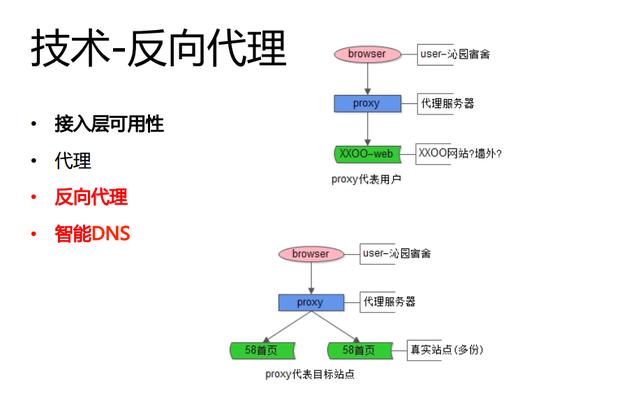 技术-反向代理
• 接入层可用性
• 代理
• 反向代理
• 智能DNS
browser
user-沁园宿舍
proxy
代理服务器
XXOO-web
XXOO网站?墙外?
proxy代表用户
browser
user-沁园宿舍
proxy
代理服务器
58首页
58首页
真实站点(多份)
proxy代表目标站点